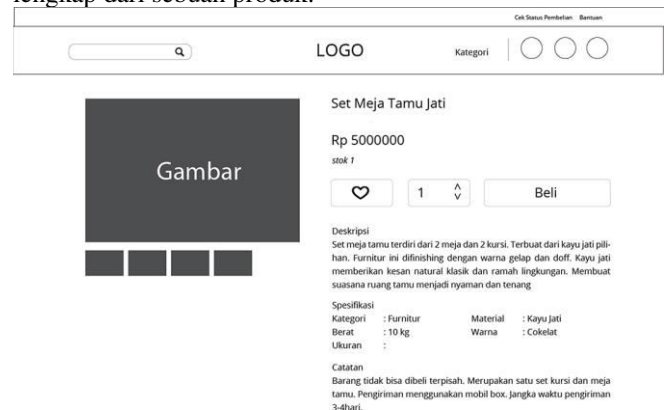 lengkap dari sebuah produk.
Cek Status Pembelian Bantuan
LOGO
Kategori
Gambar
Set Meja Tamu Jati
Rp 5000000
stok 1
1
Beli
Deskripsi
Set meja tamu terdiri dari 2 meja dan 2 kursi. Terbuat dari kayu jati pili-
han. Furnitur ini difinishing dengan warna gelap dan doff. Kayu jati
memberikan kesan natural klasik dan ramah lingkungan. Membuat
suasana ruang tamu menjadi nyaman dan tenang
Spesifikasi
Kategori : Furnitur Material : Kayu Jati
Berat : 10 kg Warna : Cokelat
Ukuran :
Catatan
Barang tidak bisa dibeli terpisah. Merupakan satu set kursi dan meja
tamu. Pengiriman menggunakan mobil box. Jangka waktu pengiriman
3-4hari.